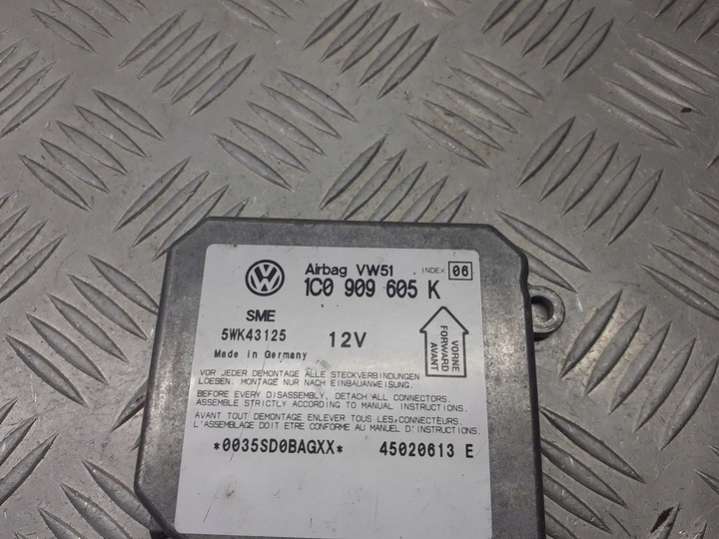 Airbag VW51 INDEX 06
1C0 909 605 K
SME
5WK43125 12V
Made in Germany
VORNE
FORWARD
AVANT
VOR JEDER DEMONTAGE ALLE STECKVERBINDUNGEN
LOESEN. MONTAGE NUR NACH EINBAUANWEISUNG.
BEFORE EVERY DISASSEMBLY, DETACH ALL CONNECTORS.
ASSEMBLE STRICTLY ACCORDING TO MANUAL INSTRUCTIONS.
AVANT TOUT DEMONTAGE ENLEVER TOUS LES CONNECTEURS.
L'ASSEMBLAGE DOIT ETRE CONFORME AU MANUEL D'INSTRUCTIONS.
*0035SD0BAGXX* 45020613 E